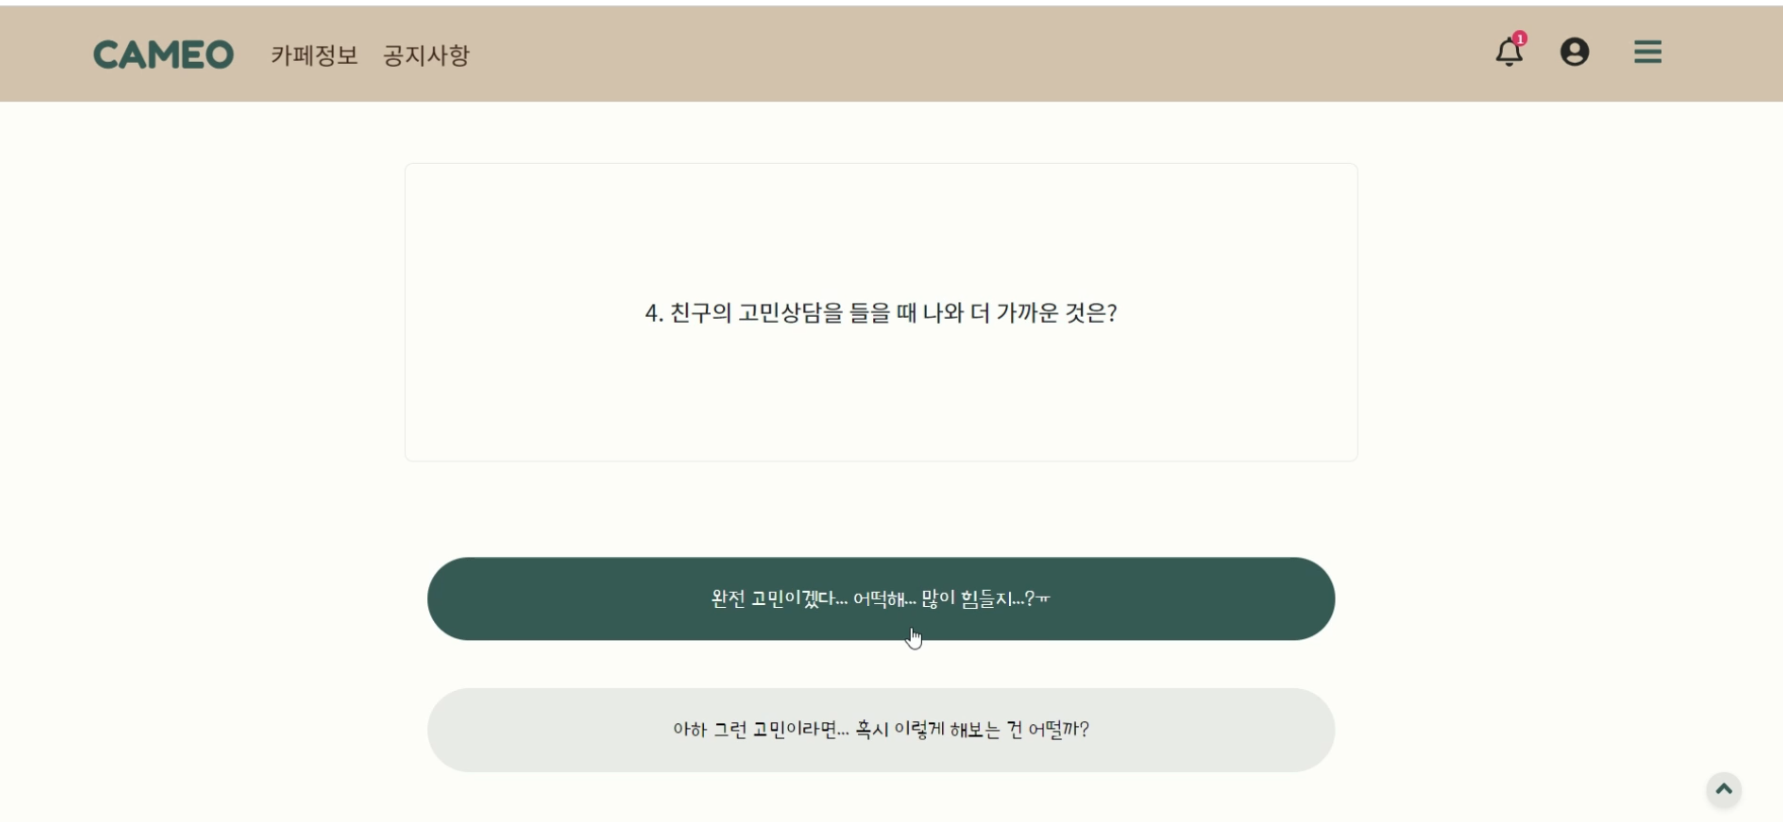 CAMEO 카페정보 공지사항 1
4. 친구의 고민상담을 들을 때 나와 더 가까운 것은?
완전 고민이겠다... 어떡해... 많이 힘들지...?ㅠ
아하 그런 고민이라면... 혹시 이렇게 해보는 건 어떨까?